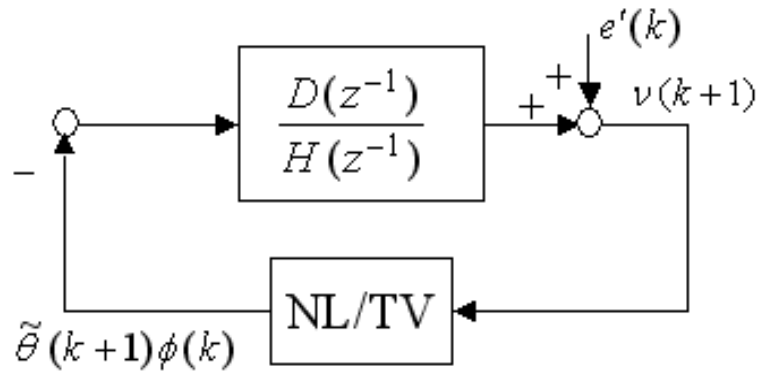 e'(k)
D(z⁻¹)
H(z⁻¹)
+
+
ν(k+1)
−
NL/TV
θ̃(k+1)ϕ(k)